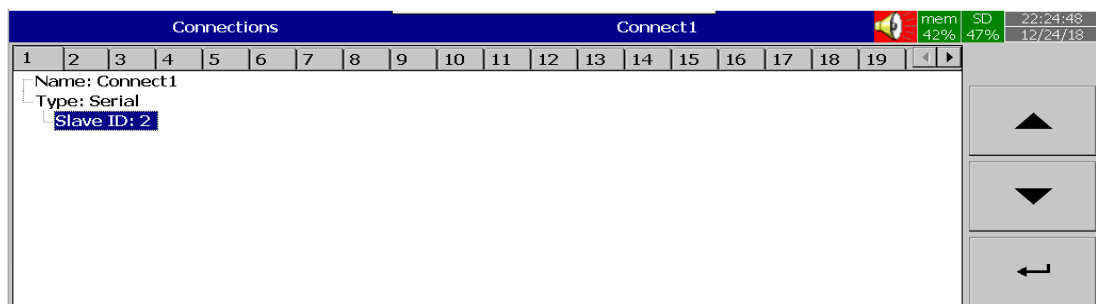 Connections Connect1 mem SD 22:24:48
42% 47% 12/24/18
1 2 3 4 5 6 7 8 9 10 11 12 13 14 15 16 17 18 19
Name: Connect1
Type: Serial
Slave ID: 2